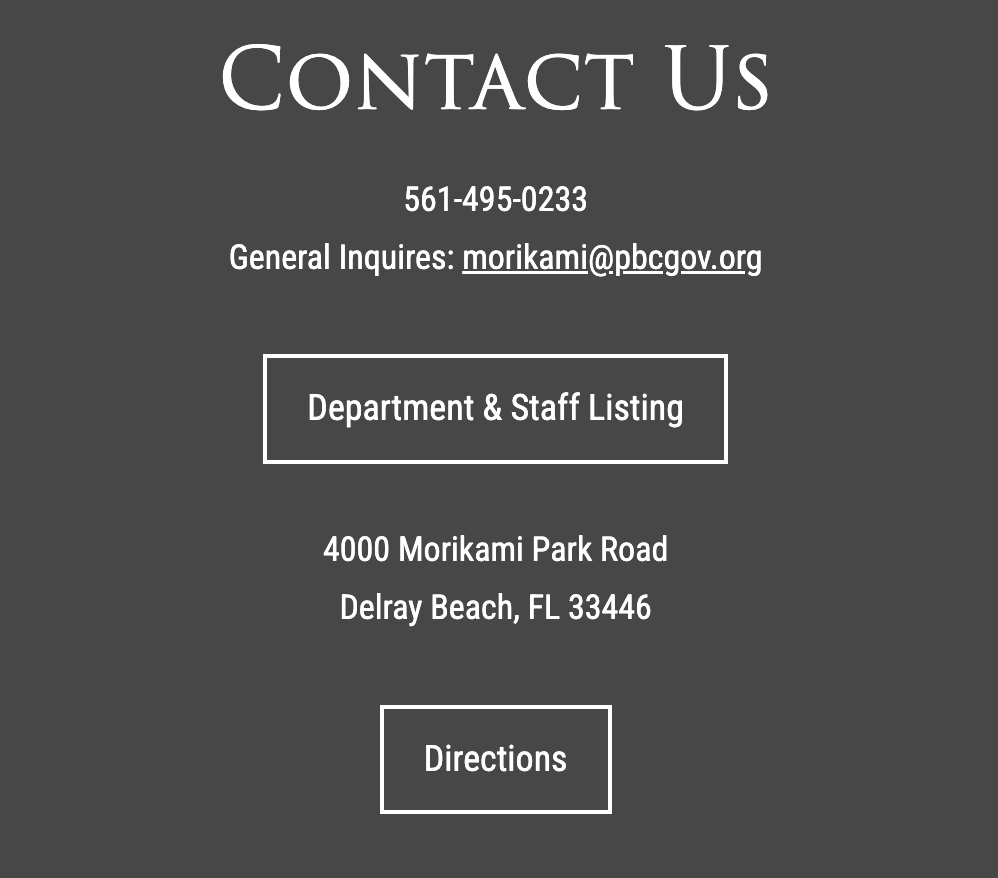 Contact Us
561-495-0233
General Inquires: morikami@pbcgov.org
Department & Staff Listing
4000 Morikami Park Road
Delray Beach, FL 33446
Directions